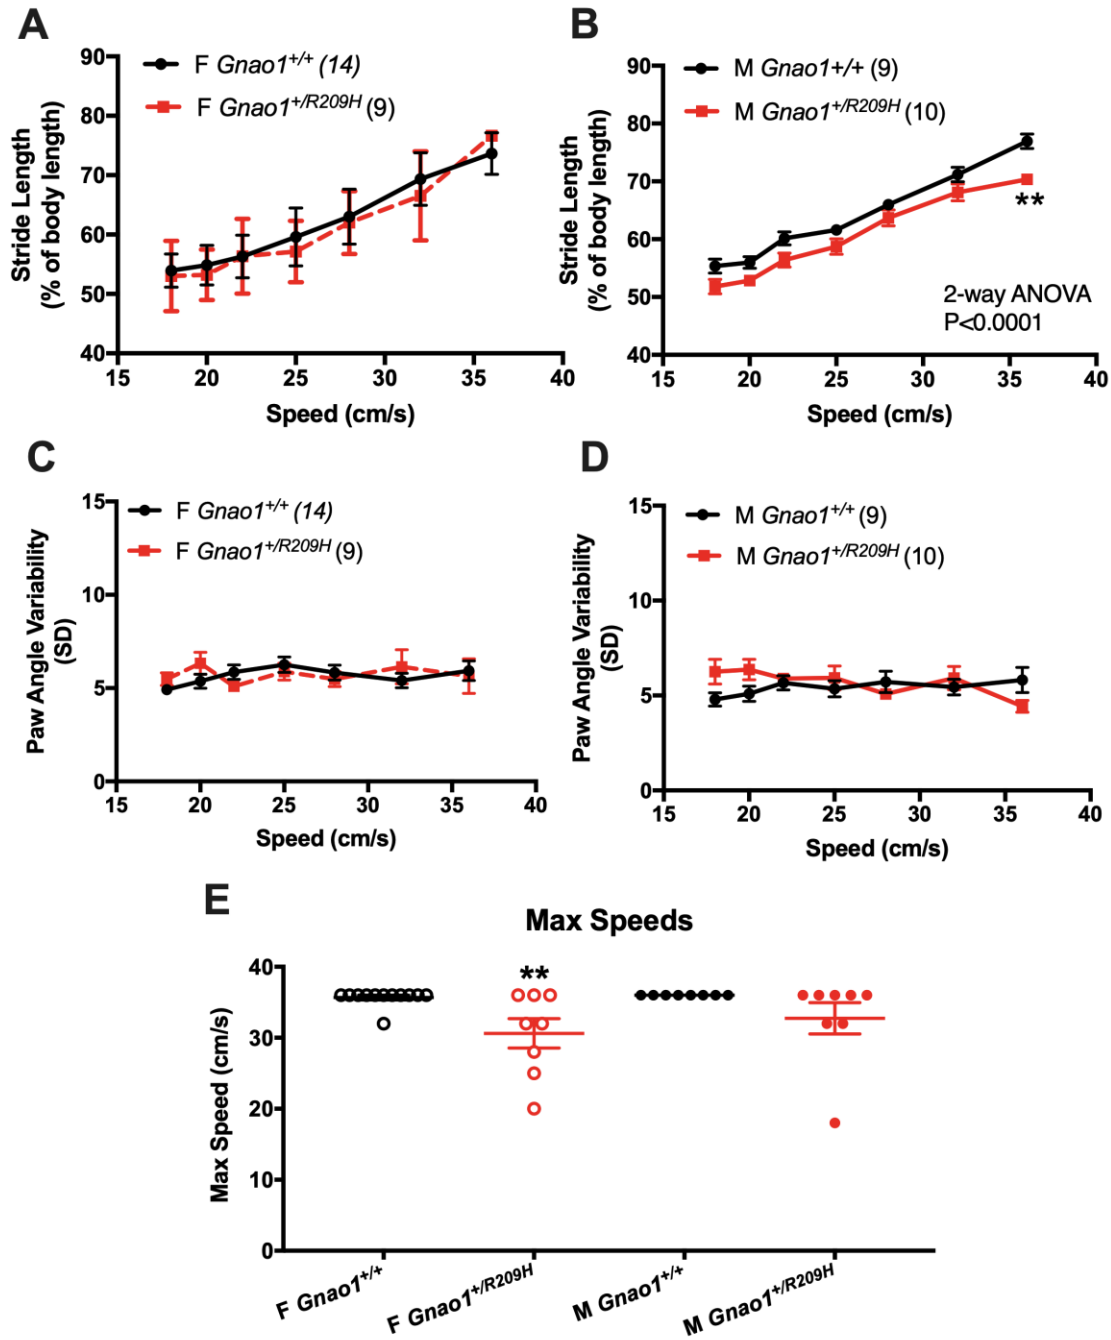 A
F Gnao1+/+ (14)
F Gnao1+/R209H (9)
Stride Length
(% of body length)
90
80
70
60
50
40
15 20 25 30 35 40
Speed (cm/s)
B
M Gnao1+/+ (9)
M Gnao1+/R209H (10)
Stride Length
(% of body length)
90
80
70
60
50
40
**
2-way ANOVA
P<0.0001
15 20 25 30 35 40
Speed (cm/s)
C
F Gnao1+/+ (14)
F Gnao1+/R209H (9)
Paw Angle Variability
(SD)
15
10
5
0
15 20 25 30 35 40
Speed (cm/s)
D
M Gnao1+/+ (9)
M Gnao1+/R209H (10)
Paw Angle Variability
(SD)
15
10
5
0
15 20 25 30 35 40
Speed (cm/s)
E
Max Speeds
Max Speed (cm/s)
40
30
20
10
0
**
F Gnao1+/+
F Gnao1+/R209H
M Gnao1+/+
M Gnao1+/R209H